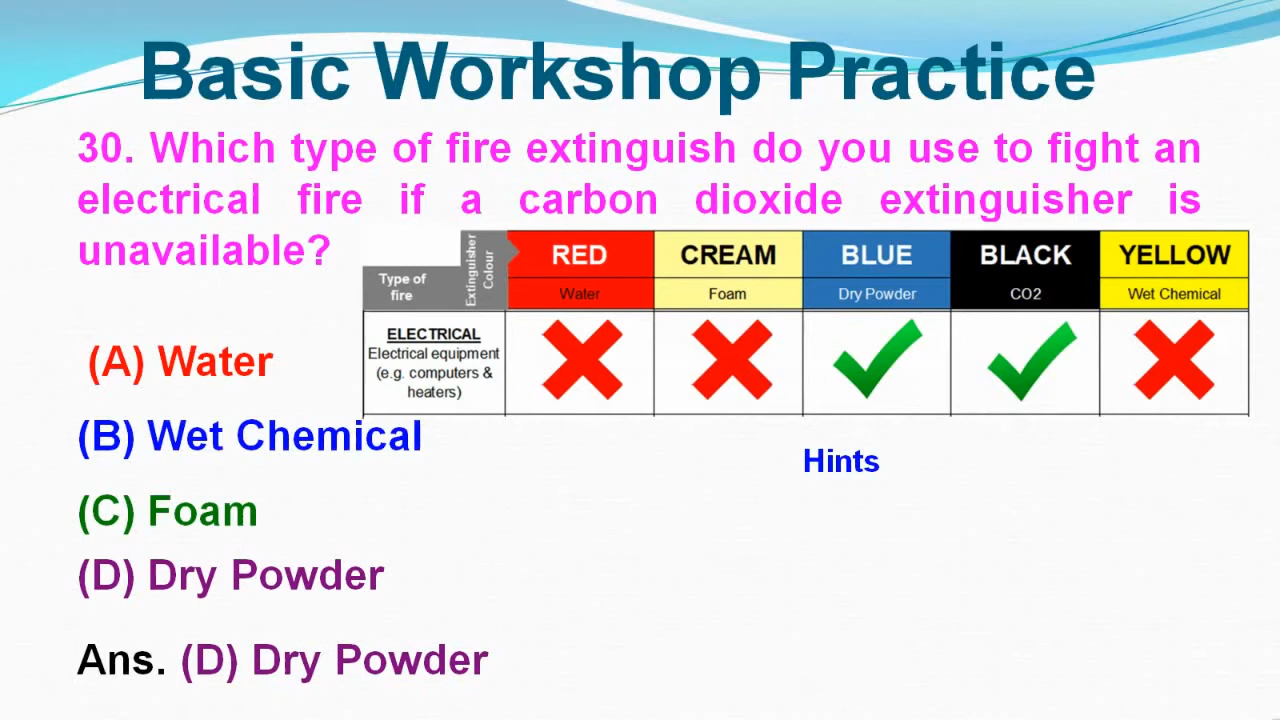 Basic Workshop Practice
30. Which type of fire extinguish do you use to fight an
electrical fire if a carbon dioxide extinguisher is
unavailable?
Type of
fire
Extinguisher
Colour
RED
CREAM
BLUE
BLACK
YELLOW
Water
Foam
Dry Powder
CO2
Wet Chemical
ELECTRICAL
Electrical equipment
(e.g. computers &
heaters)
Hints
(A) Water
(B) Wet Chemical
(C) Foam
(D) Dry Powder
Ans. (D) Dry Powder